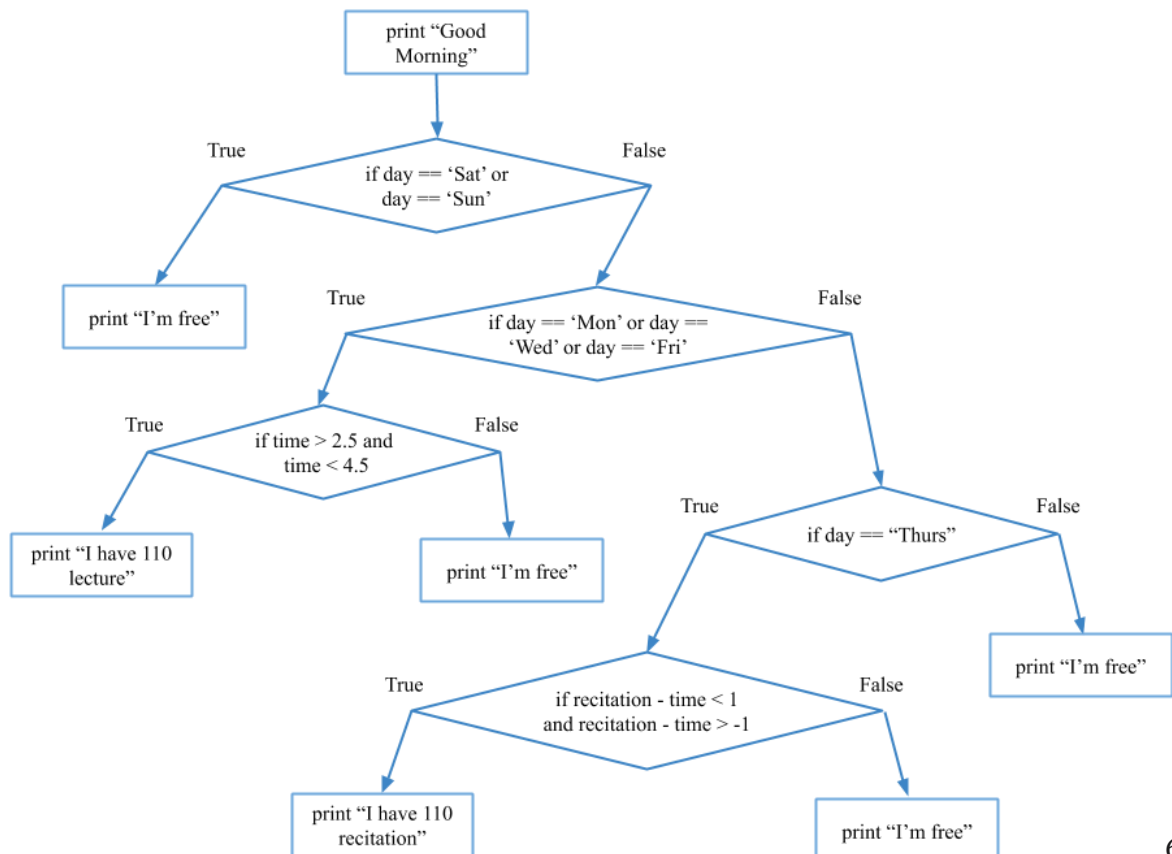 print “Good
Morning”
True
False
if day == ‘Sat’ or
day == ‘Sun’
print “I’m free”
True
False
if day == ‘Mon’ or day ==
‘Wed’ or day == ‘Fri’
True
False
if time > 2.5 and
time < 4.5
print “I have 110
lecture”
print “I’m free”
True
False
if day == “Thurs”
print “I’m free”
True
False
if recitation - time < 1
and recitation - time > -1
print “I have 110
recitation”
print “I’m free”